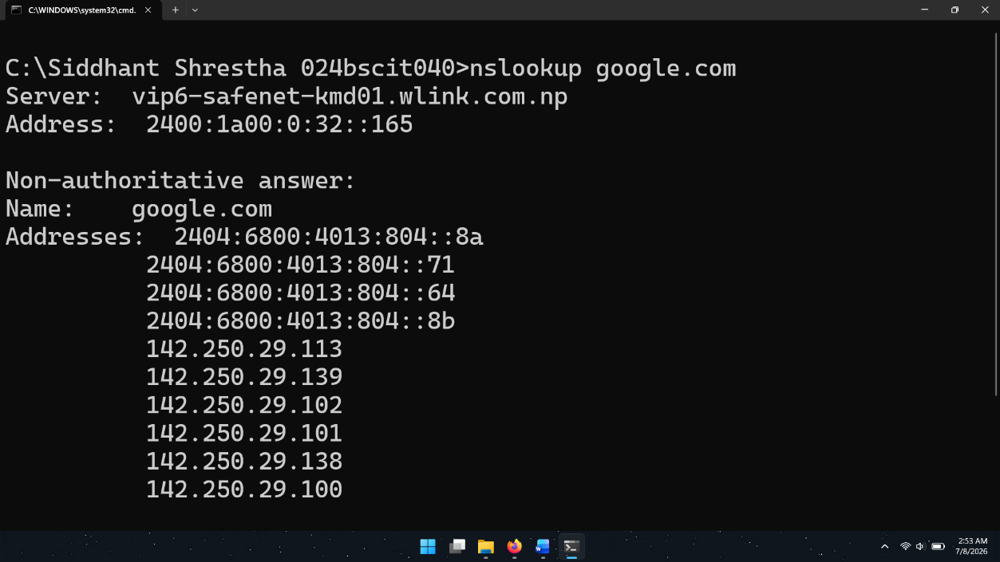 C:\WINDOWS\system32\cmd.
C:\Siddhant Shrestha 024bscit040>nslookup google.com
Server:  vip6-safenet-kmd01.wlink.com.np
Address:  2400:1a00:0:32::165
Non-authoritative answer:
Name:    google.com
Addresses:  2404:6800:4013:804::8a
2404:6800:4013:804::71
2404:6800:4013:804::64
2404:6800:4013:804::8b
142.250.29.113
142.250.29.139
142.250.29.102
142.250.29.101
142.250.29.138
142.250.29.100
2:53 AM
7/8/2026